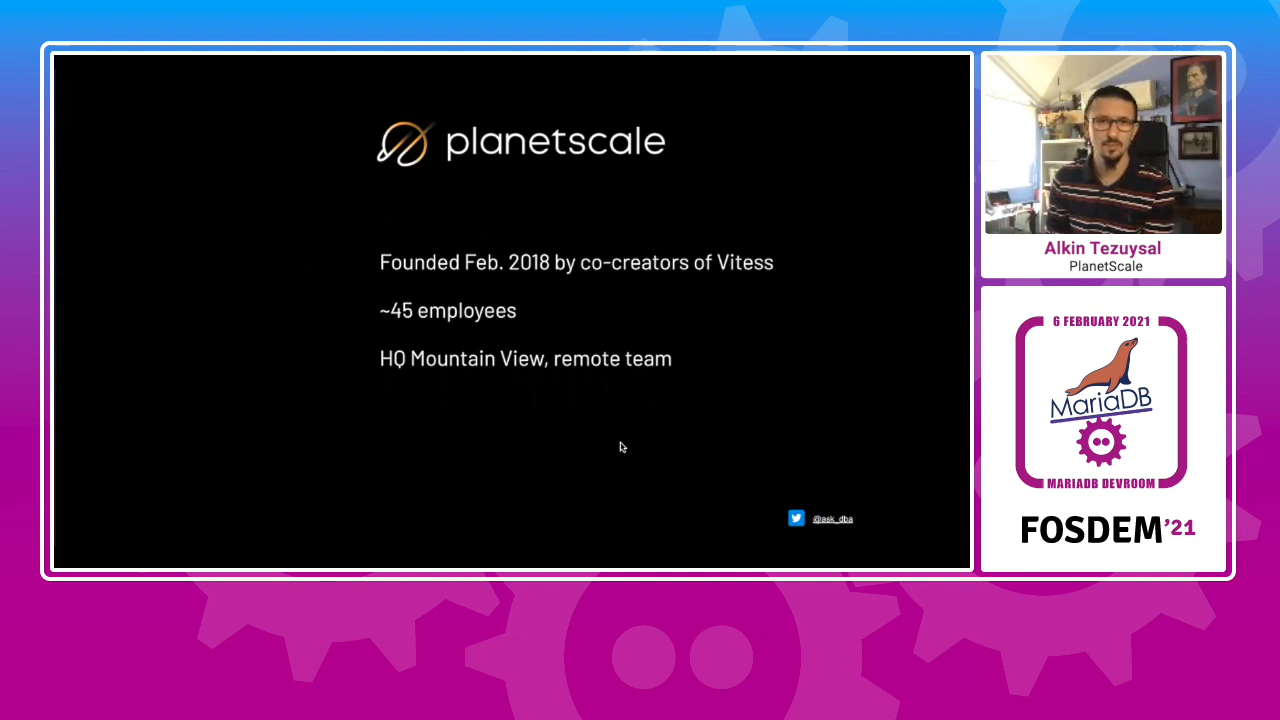 planetscale
Founded Feb. 2018 by co-creators of Vitess
~45 employees
HQ Mountain View, remote team
@ask_dba
Alkin Tezuysal
PlanetScale
6 FEBRUARY 2021
MariaDB
MARIADB DEVROOM
FOSDEM'21